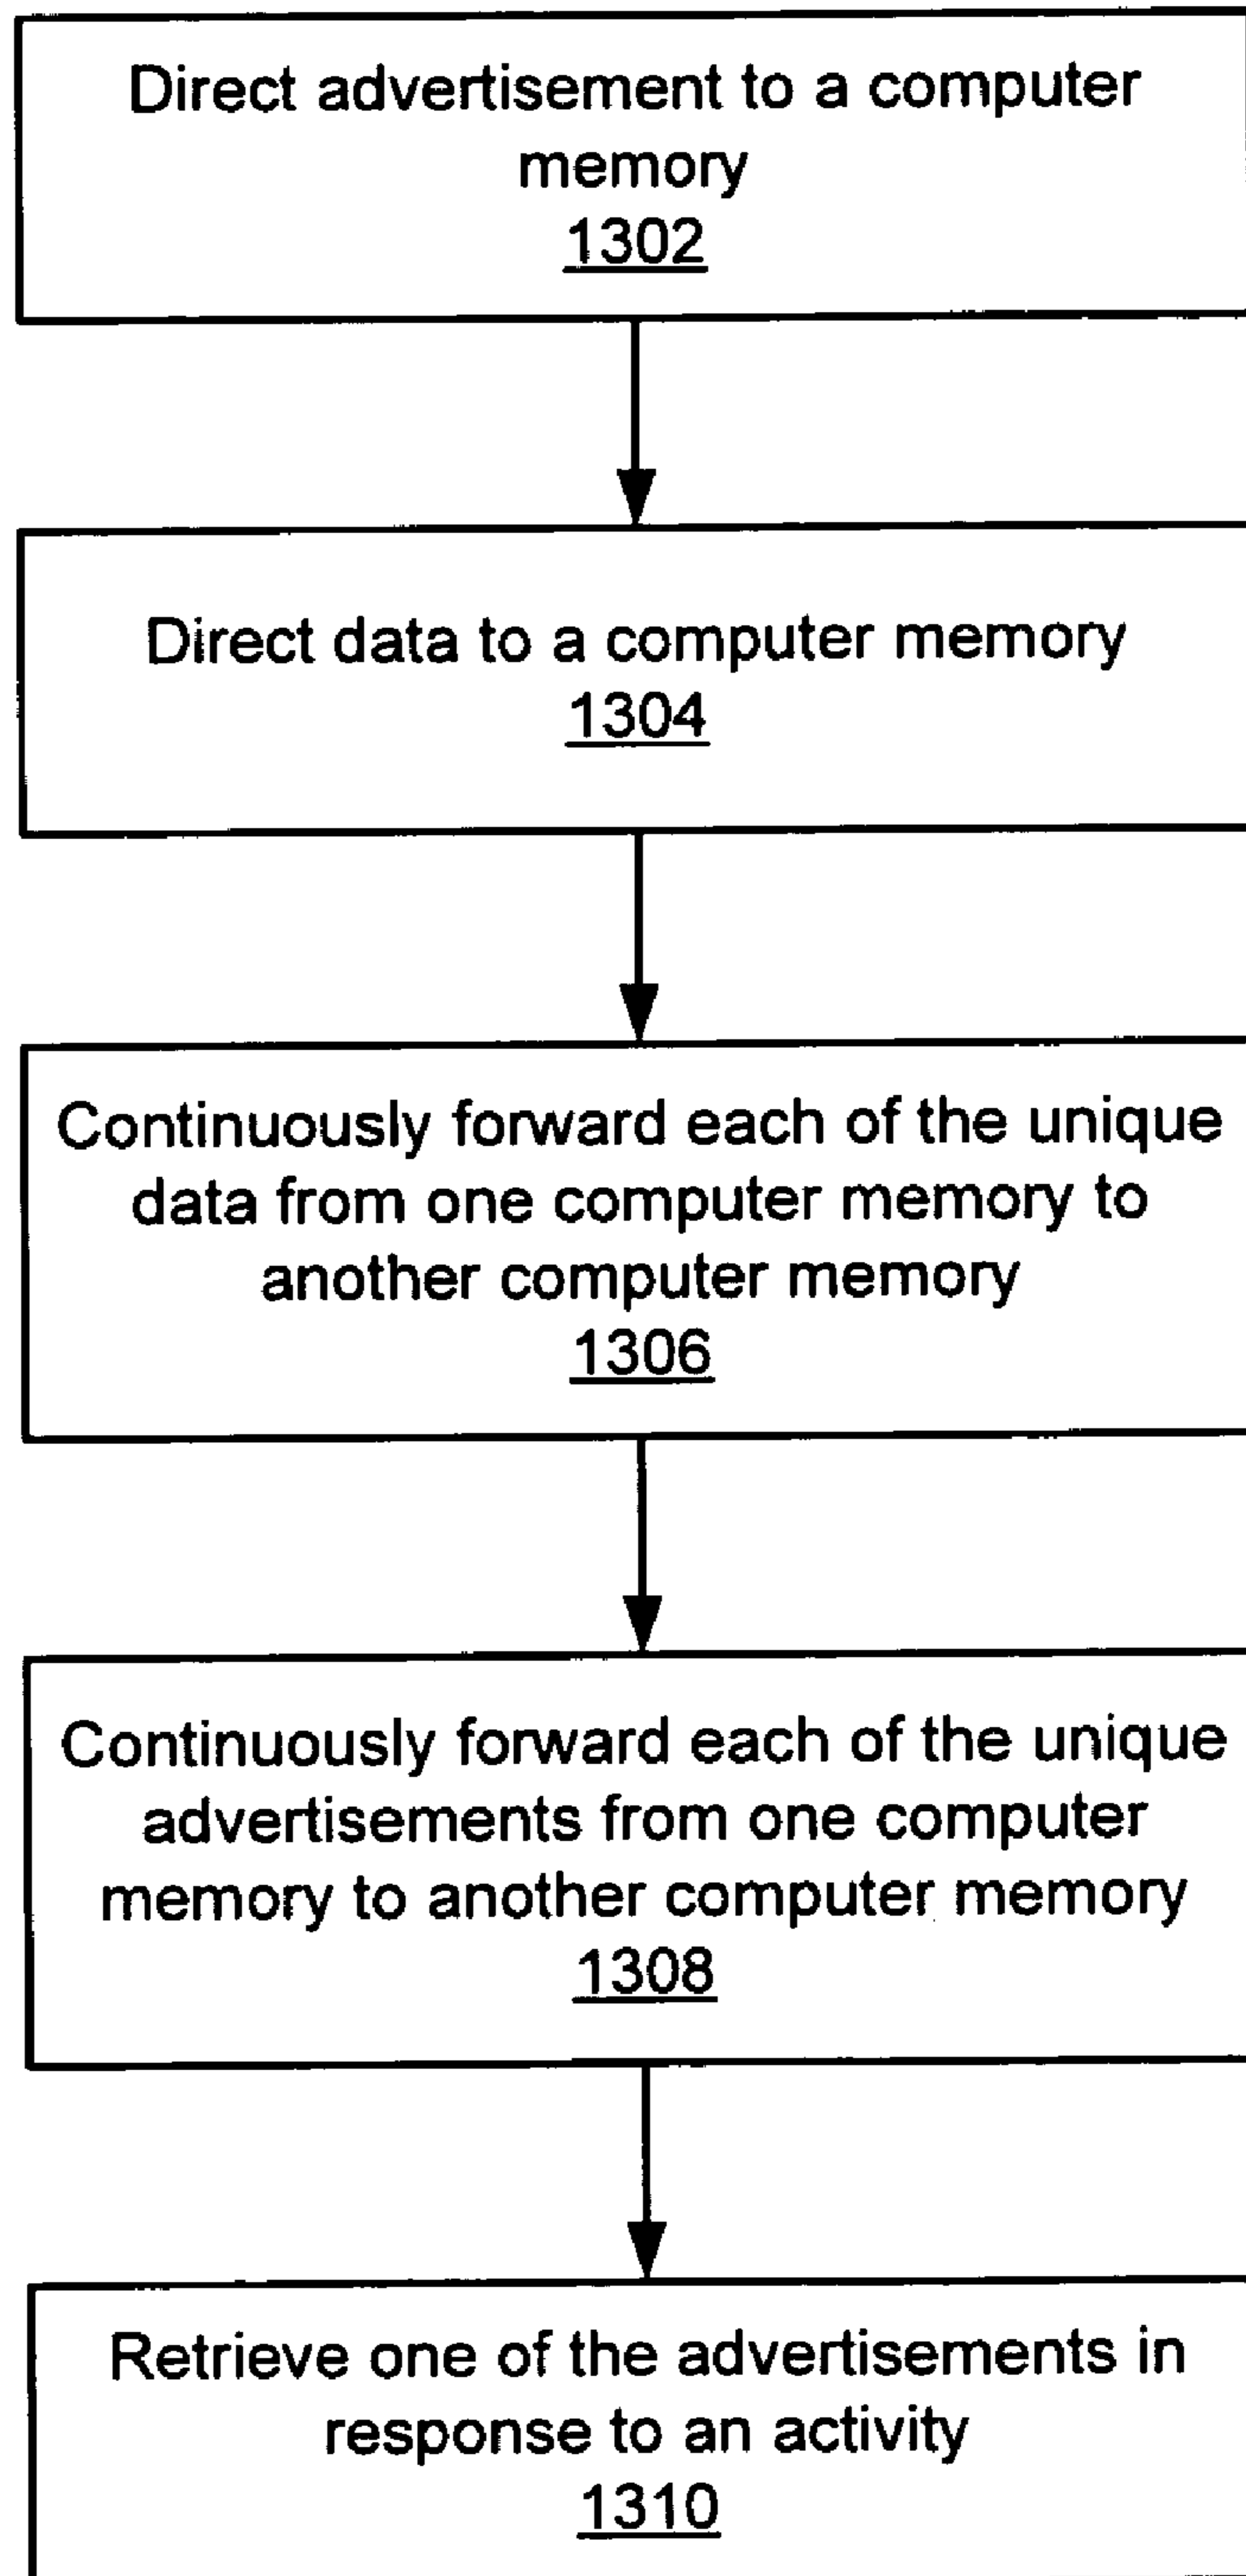 Direct advertisement to a computer
memory
1302
Direct data to a computer memory
1304
Continuously forward each of the unique
data from one computer memory to
another computer memory
1306
Continuously forward each of the unique
advertisements from one computer
memory to another computer memory
1308
Retrieve one of the advertisements in
response to an activity
1310